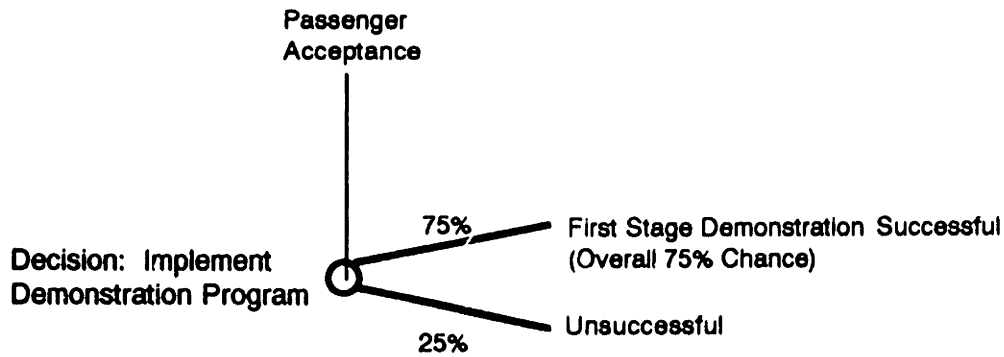 Passenger
Acceptance
75%
First Stage Demonstration Successful
(Overall 75% Chance)
Decision: Implement
Demonstration Program
Unsuccessful
25%